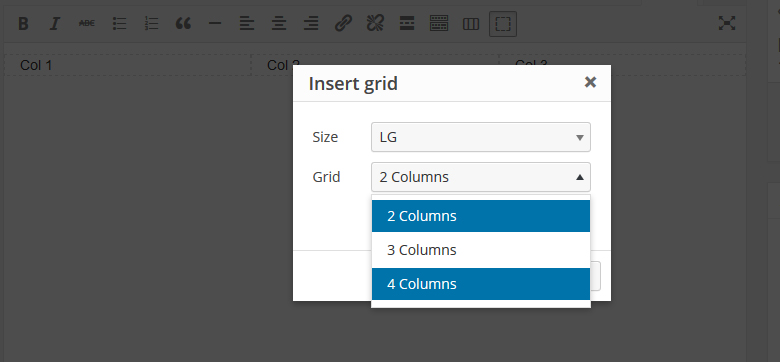 B I ABC
Col 1 Col 2 Col 3
Insert grid
Size LG
Grid 2 Columns
2 Columns
3 Columns
4 Columns